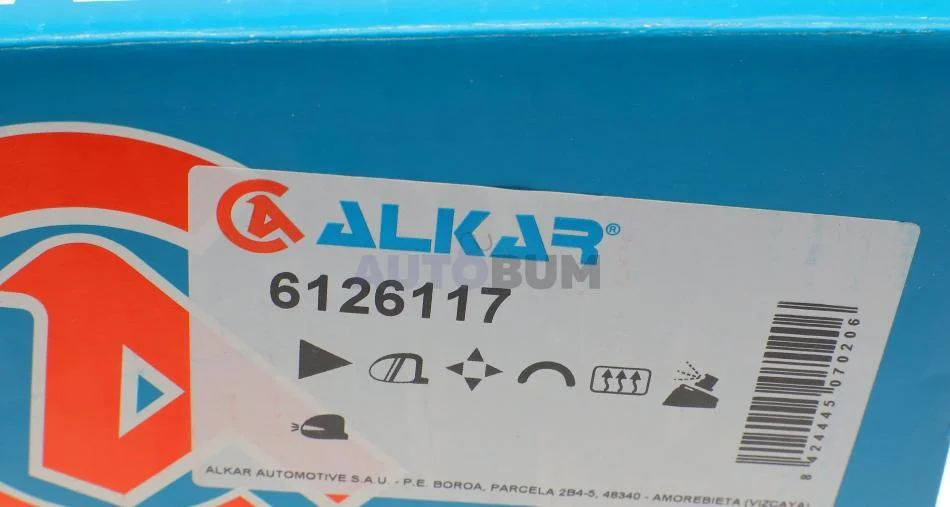 ALKAR®
AUTOBUM
6126117
8 424445 070206
ALKAR AUTOMOTIVE S.A.U. - P.E. BOROA, PARCELA 2B4-5, 48340 - AMOREBIETA (VIZCAYA)